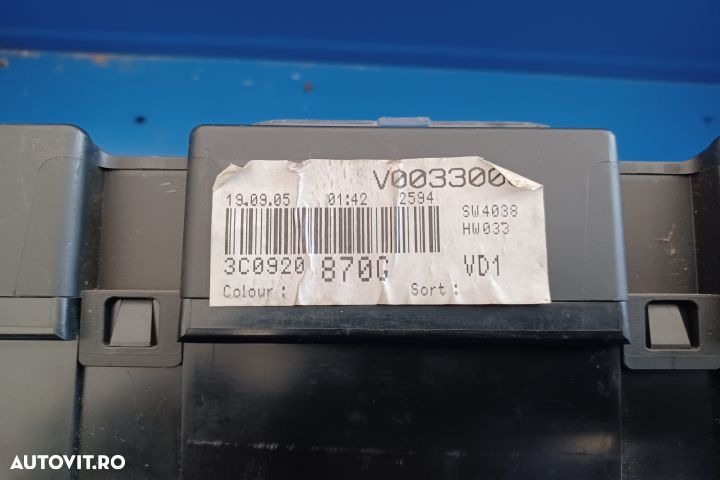 V003300
19.09.05 01:42 2594
SW4038
HW033
3C0920 870G VD1
Colour : Sort :
AUTOVIT.RO